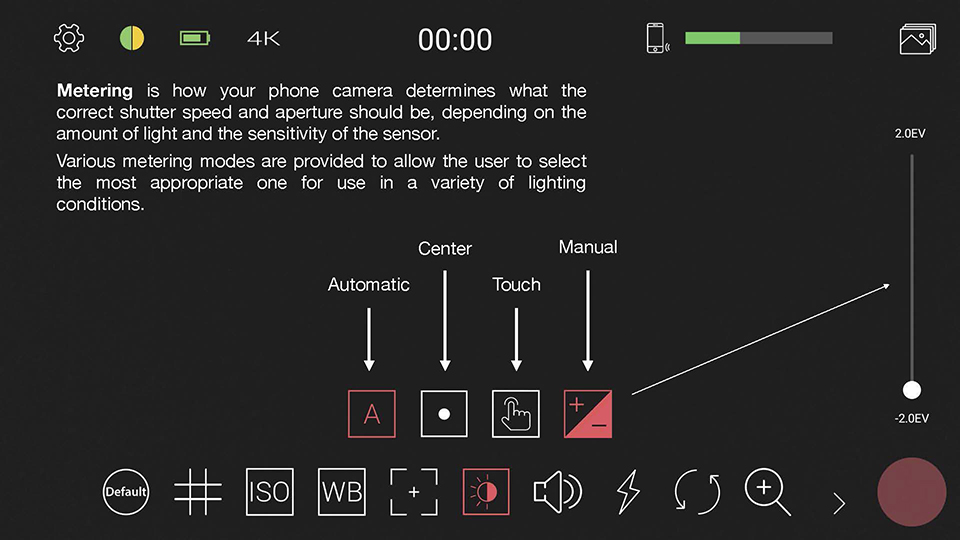 4K
00:00
Metering is how your phone camera determines what the
correct shutter speed and aperture should be, depending on the
amount of light and the sensitivity of the sensor.
Various metering modes are provided to allow the user to select
the most appropriate one for use in a variety of lighting
conditions.
2.0EV
Center
Manual
Automatic
Touch
A
-2.0EV
Default
ISO
WB